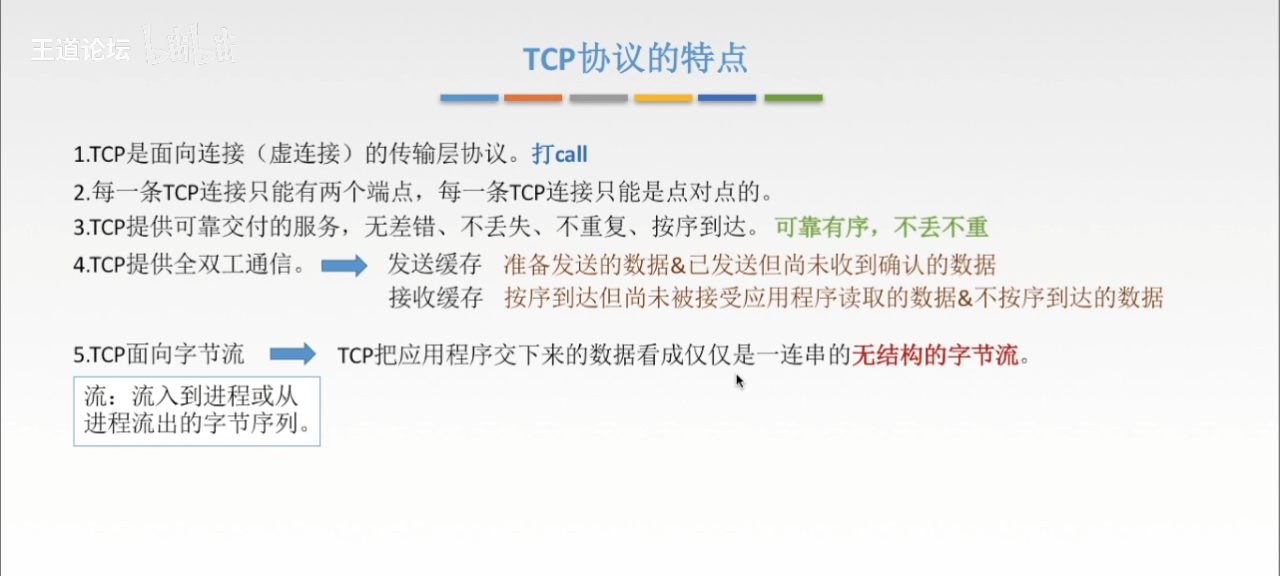 王道论坛 bilibili
TCP协议的特点
1.TCP是面向连接（虚连接）的传输层协议。打call
2.每一条TCP连接只能有两个端点，每一条TCP连接只能是点对点的。
3.TCP提供可靠交付的服务，无差错、不丢失、不重复、按序到达。可靠有序，不丢不重
4.TCP提供全双工通信。 发送缓存 准备发送的数据&已发送但尚未收到确认的数据
接收缓存 按序到达但尚未被接受应用程序读取的数据&不按序到达的数据
5.TCP面向字节流 TCP把应用程序交下来的数据看成仅仅是一连串的无结构的字节流。
流：流入到进程或从
进程流出的字节序列。